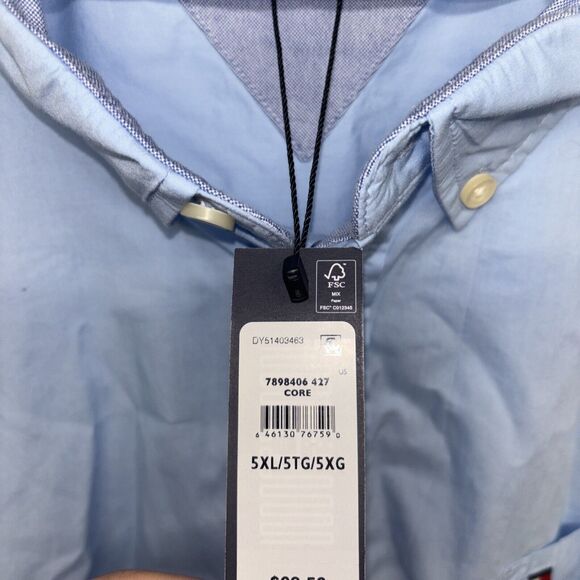 FSC
MIX
Paper
FSC® C012345
DY51403463
US
7898406 427
CORE
6 46130 76759 0
5XL/5TG/5XG